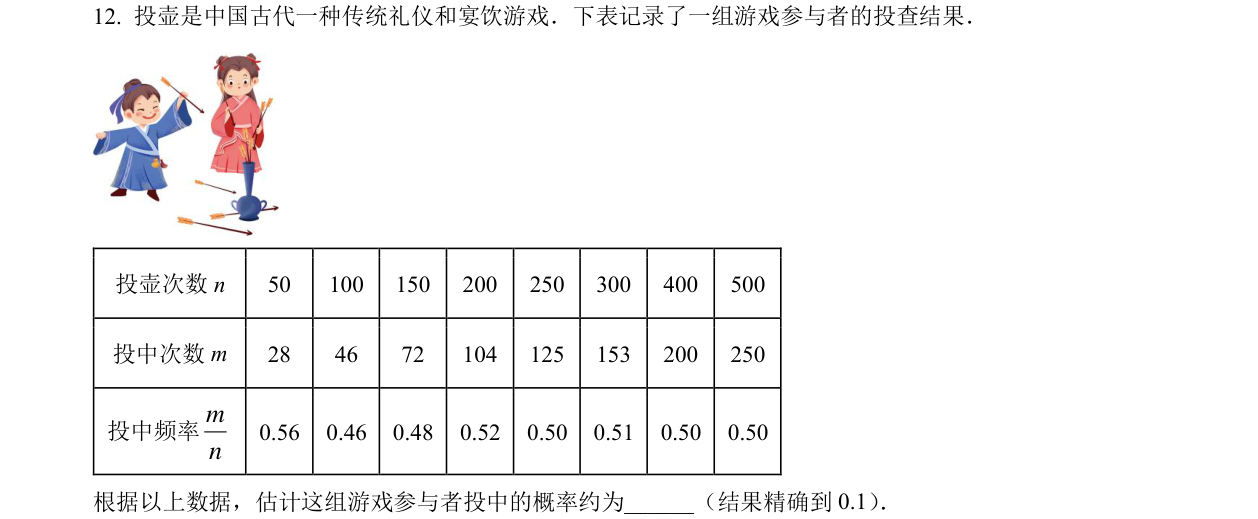 12. 投壶是中国古代一种传统礼仪和宴饮游戏．下表记录了一组游戏参与者的投查结果．
投壶次数 n 50 100 150 200 250 300 400 500
投中次数 m 28 46 72 104 125 153 200 250
投中频率 m/n 0.56 0.46 0.48 0.52 0.50 0.51 0.50 0.50
根据以上数据，估计这组游戏参与者投中的概率约为______（结果精确到 0.1）．